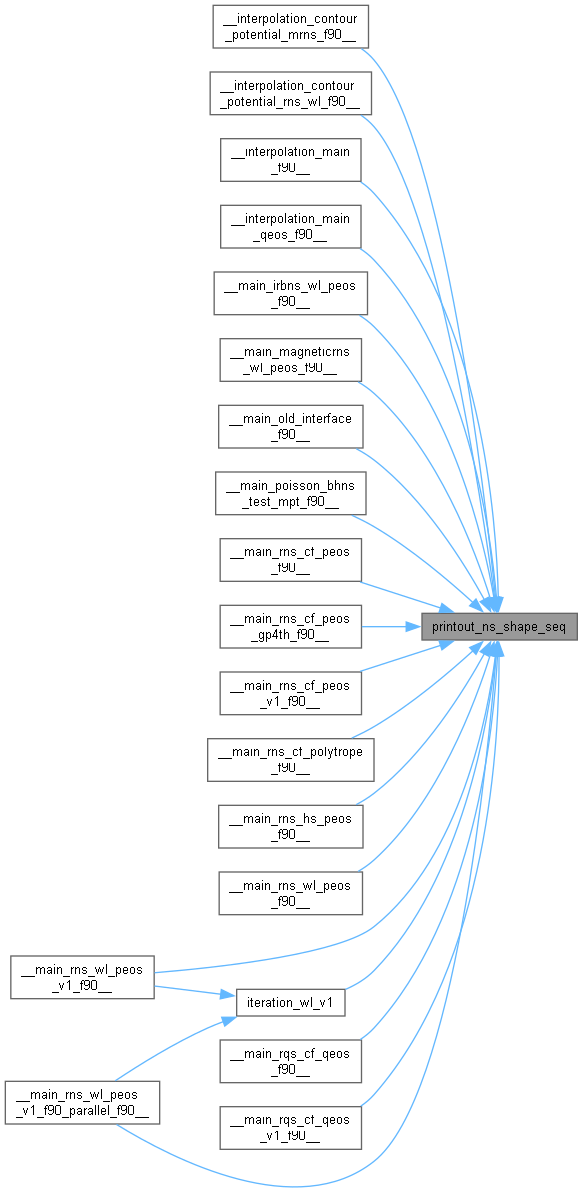 __interpolation_contour
_potential_mrns_f90__
__interpolation_contour
_potential_rns_wl_f90__
__interpolation_main
_f90__
__interpolation_main
_qeos_f90__
__main_irbns_wl_peos
_f90__
__main_magneticrns
_wl_peos_f90__
__main_old_interface
_f90__
__main_poisson_bhns
_test_mpt_f90__
__main_rns_cf_peos
_f90__
printout_ns_shape_seq
__main_rns_cf_peos
_gp4th_f90__
__main_rns_cf_peos
_v1_f90__
__main_rns_cf_polytrope
_f90__
__main_rns_hs_peos
_f90__
__main_rns_wl_peos
_f90__
__main_rns_wl_peos
_v1_f90__
iteration_wl_v1
__main_rqs_cf_qeos
_f90__
__main_rns_wl_peos
_v1_f90_parallel_f90__
__main_rqs_cf_qeos
_v1_f90__